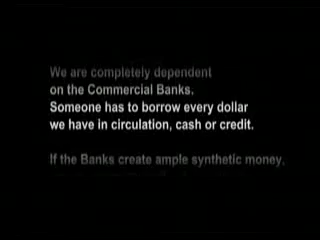 We are completely dependent
on the Commercial Banks.
Someone has to borrow every dollar
we have in circulation, cash or credit.
If the Banks create ample synthetic money,